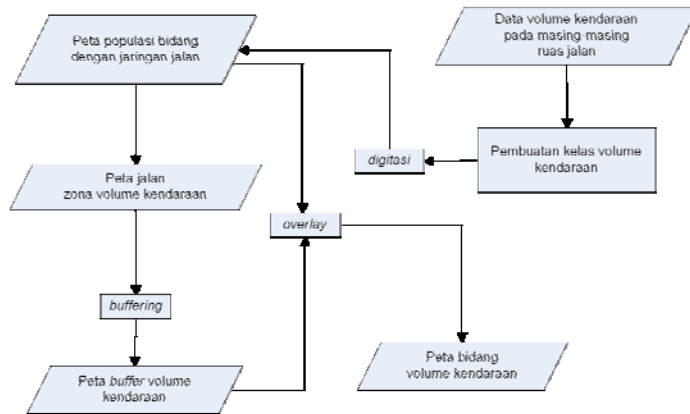 Peta populasi bidang
dengan jaringan jalan
Data volume kendaraan
pada masing-masing
ruas jalan
digitasi
Pembuatan kelas volume
kendaraan
Peta jalan
zona volume kendaraan
overlay
buffering
Peta buffer volume
kendaraan
Peta bidang
volume kendaraan